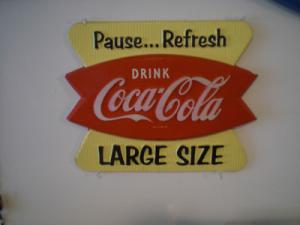 Pause...Refresh
DRINK
Coca-Cola
LARGE SIZE